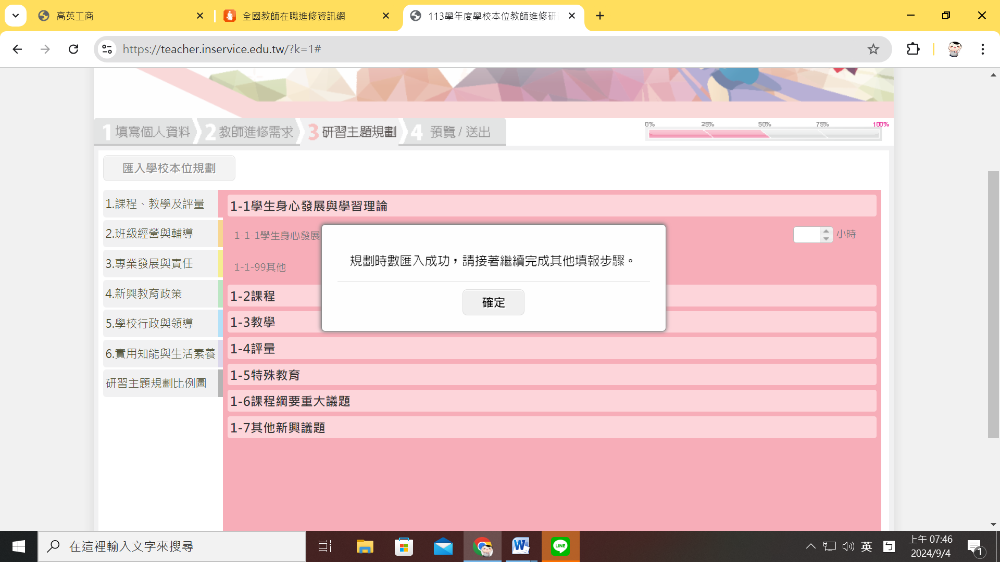 高英工商
全國教師在職進修資訊網
113學年度學校本位教師進修研
https://teacher.inservice.edu.tw/?k=1#
1 填寫個人資料
2 教師進修需求
3 研習主題規劃
4 預覽 / 送出
0% 25% 50% 75% 100%
匯入學校本位規劃
1.課程、教學及評量
2.班級經營與輔導
3.專業發展與責任
4.新興教育政策
5.學校行政與領導
6.實用知能與生活素養
研習主題規劃比例圖
1-1學生身心發展與學習理論
1-1-1學生身心發展
小時
1-1-99其他
1-2課程
1-3教學
1-4評量
1-5特殊教育
1-6課程綱要重大議題
1-7其他新興議題
規劃時數匯入成功，請接著繼續完成其他填報步驟。
確定
在這裡輸入文字來搜尋
W
LINE
英
ㄅ
上午 07:46
2024/9/4
1